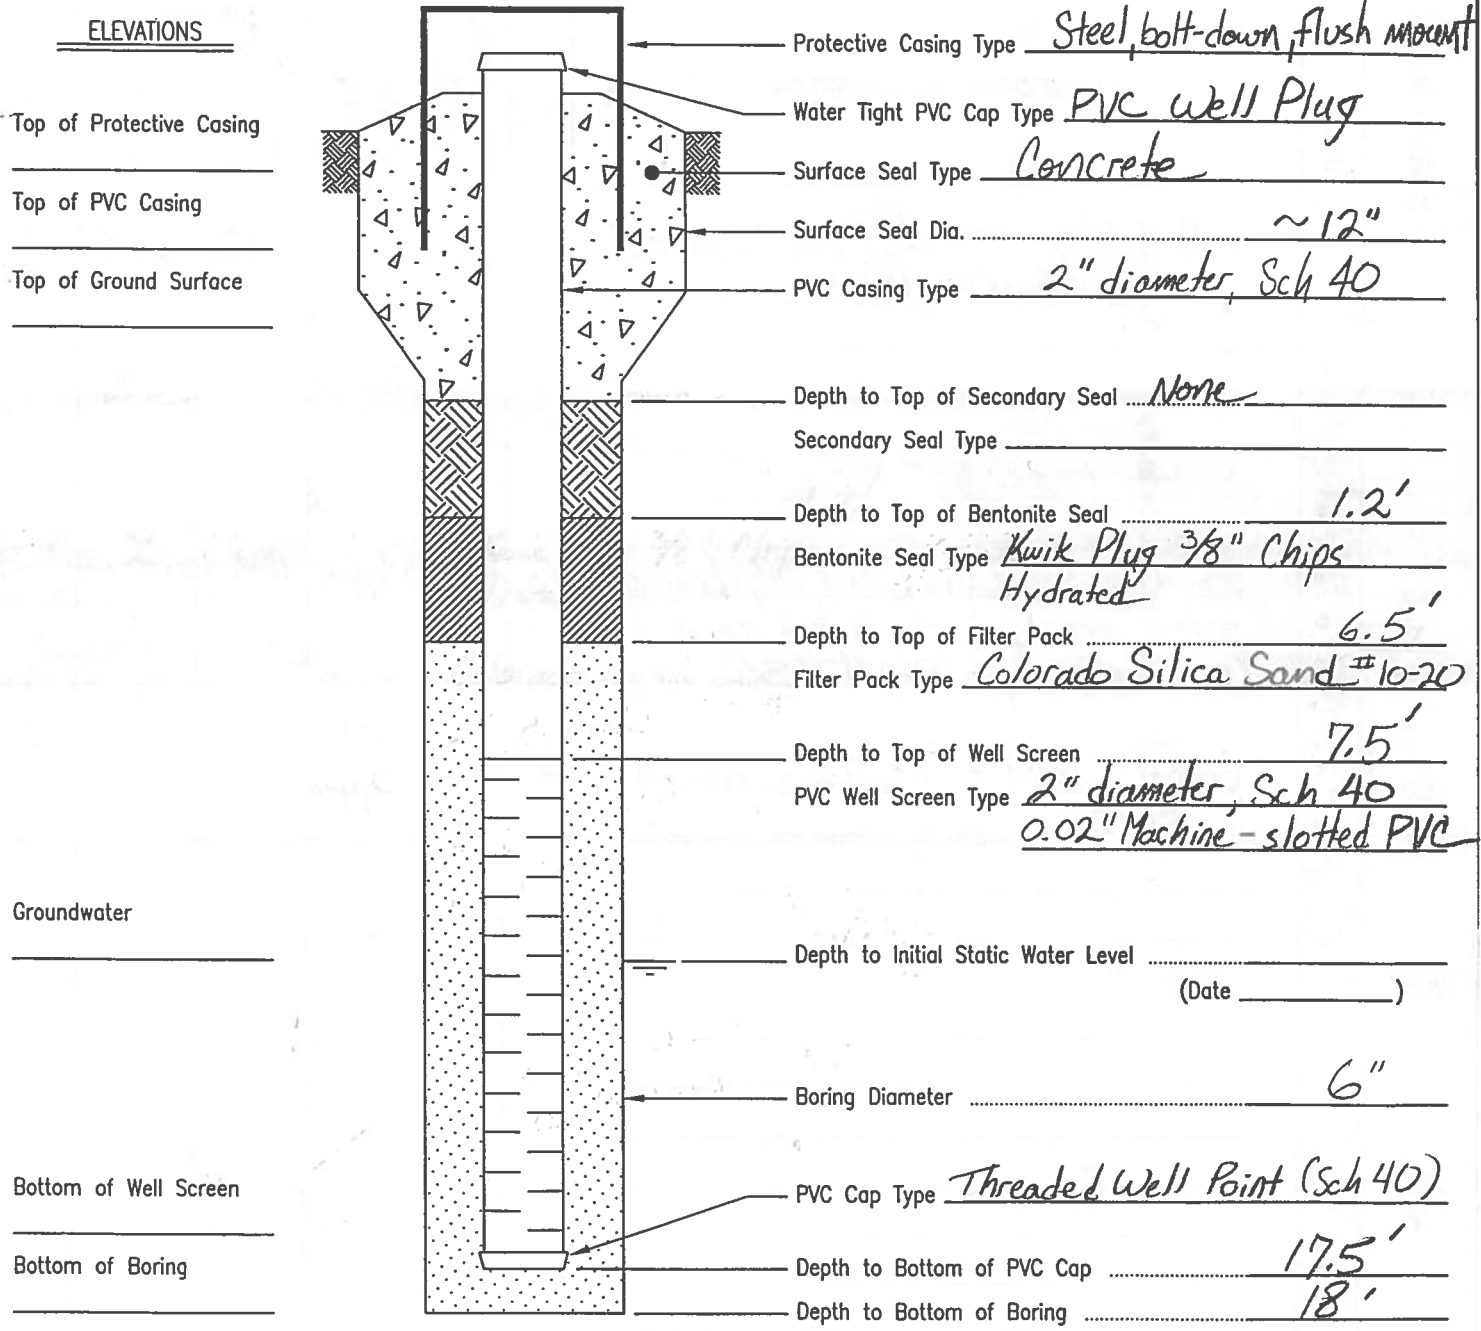 ELEVATIONS
Top of Protective Casing
Top of PVC Casing
Top of Ground Surface
Groundwater
Bottom of Well Screen
Bottom of Boring
Protective Casing Type Steel, bolt-down, flush mount
Water Tight PVC Cap Type PVC Well Plug
Surface Seal Type Concrete
Surface Seal Dia. ~12"
PVC Casing Type 2" diameter, Sch 40
Depth to Top of Secondary Seal None
Secondary Seal Type
Depth to Top of Bentonite Seal 1.2'
Bentonite Seal Type Kwik Plug 3/8" Chips
Hydrated
Depth to Top of Filter Pack 6.5'
Filter Pack Type Colorado Silica Sand #10-20
Depth to Top of Well Screen 7.5'
PVC Well Screen Type 2" diameter, Sch 40
0.02" Machine-slotted PVC
Depth to Initial Static Water Level
(Date )
Boring Diameter 6"
PVC Cap Type Threaded Well Point (Sch 40)
Depth to Bottom of PVC Cap 17.5'
Depth to Bottom of Boring 18'